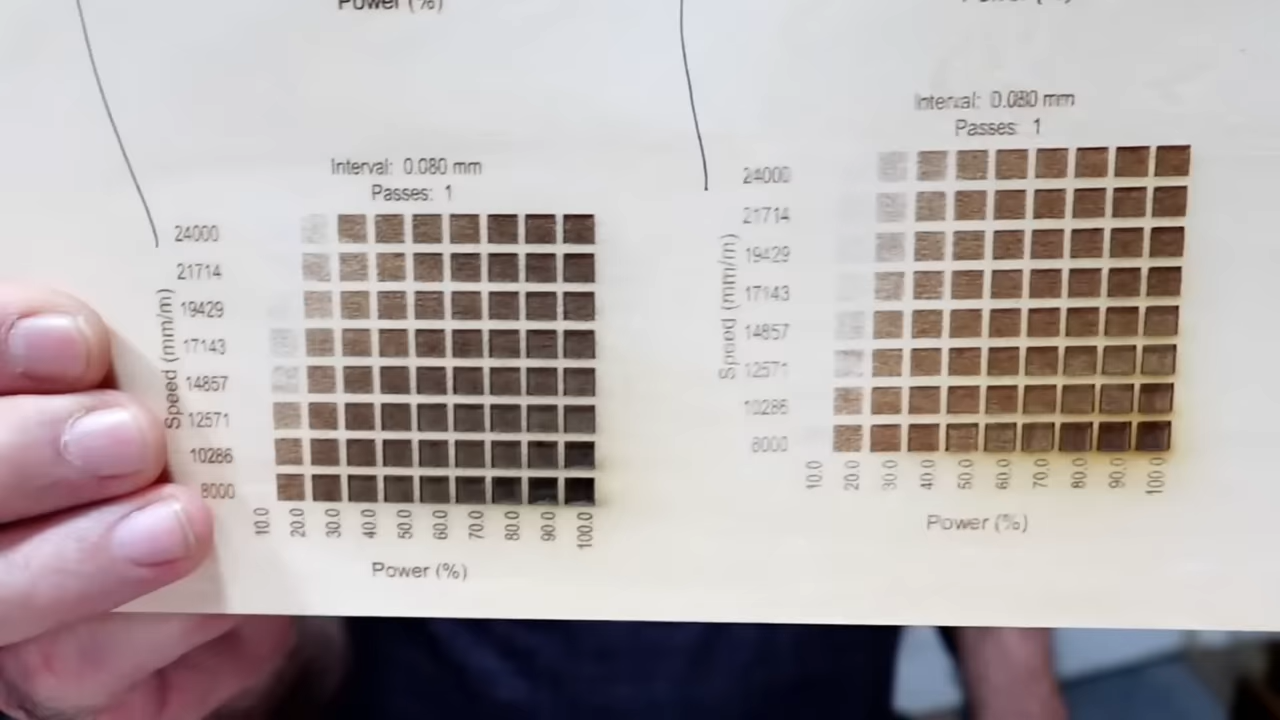 Power (%)
Interval: 0.080 mm
Passes: 1
24000
21714
19429
17143
14857
12571
10286
8000
Speed (mm/m)
10.0 20.0 30.0 40.0 50.0 60.0 70.0 80.0 90.0 100.0
Power (%)
Power (%)
Interval: 0.080 mm
Passes: 1
24000
21714
19429
17143
14857
12571
10286
8000
Speed (mm/m)
10.0 20.0 30.0 40.0 50.0 60.0 70.0 80.0 90.0 100.0
Power (%)